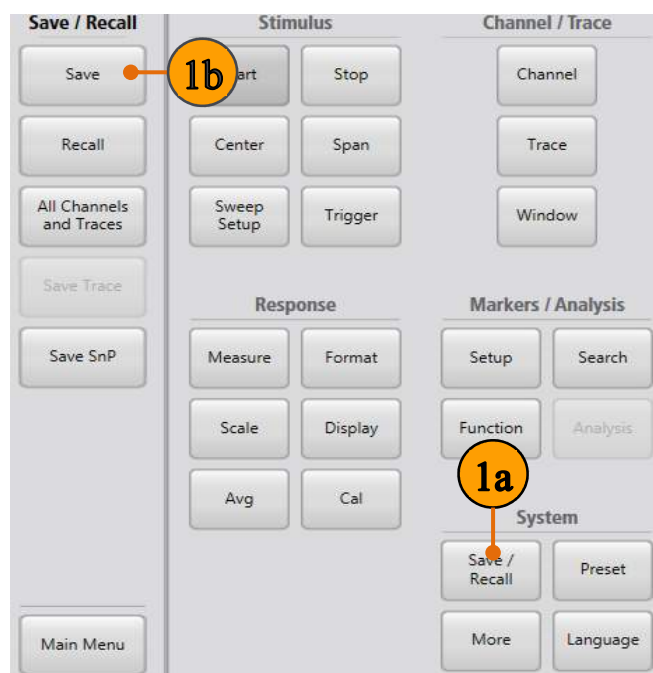 Save / Recall
Save
Recall
All Channels
and Traces
Save Trace
Save SnP
Main Menu
Stimulus
1b
art
Stop
Center
Span
Sweep
Setup
Trigger
Response
Measure
Format
Scale
Display
Avg
Cal
Channel / Trace
Channel
Trace
Window
Markers / Analysis
Setup
Search
Function
Analysis
1a
System
Save /
Recall
Preset
More
Language